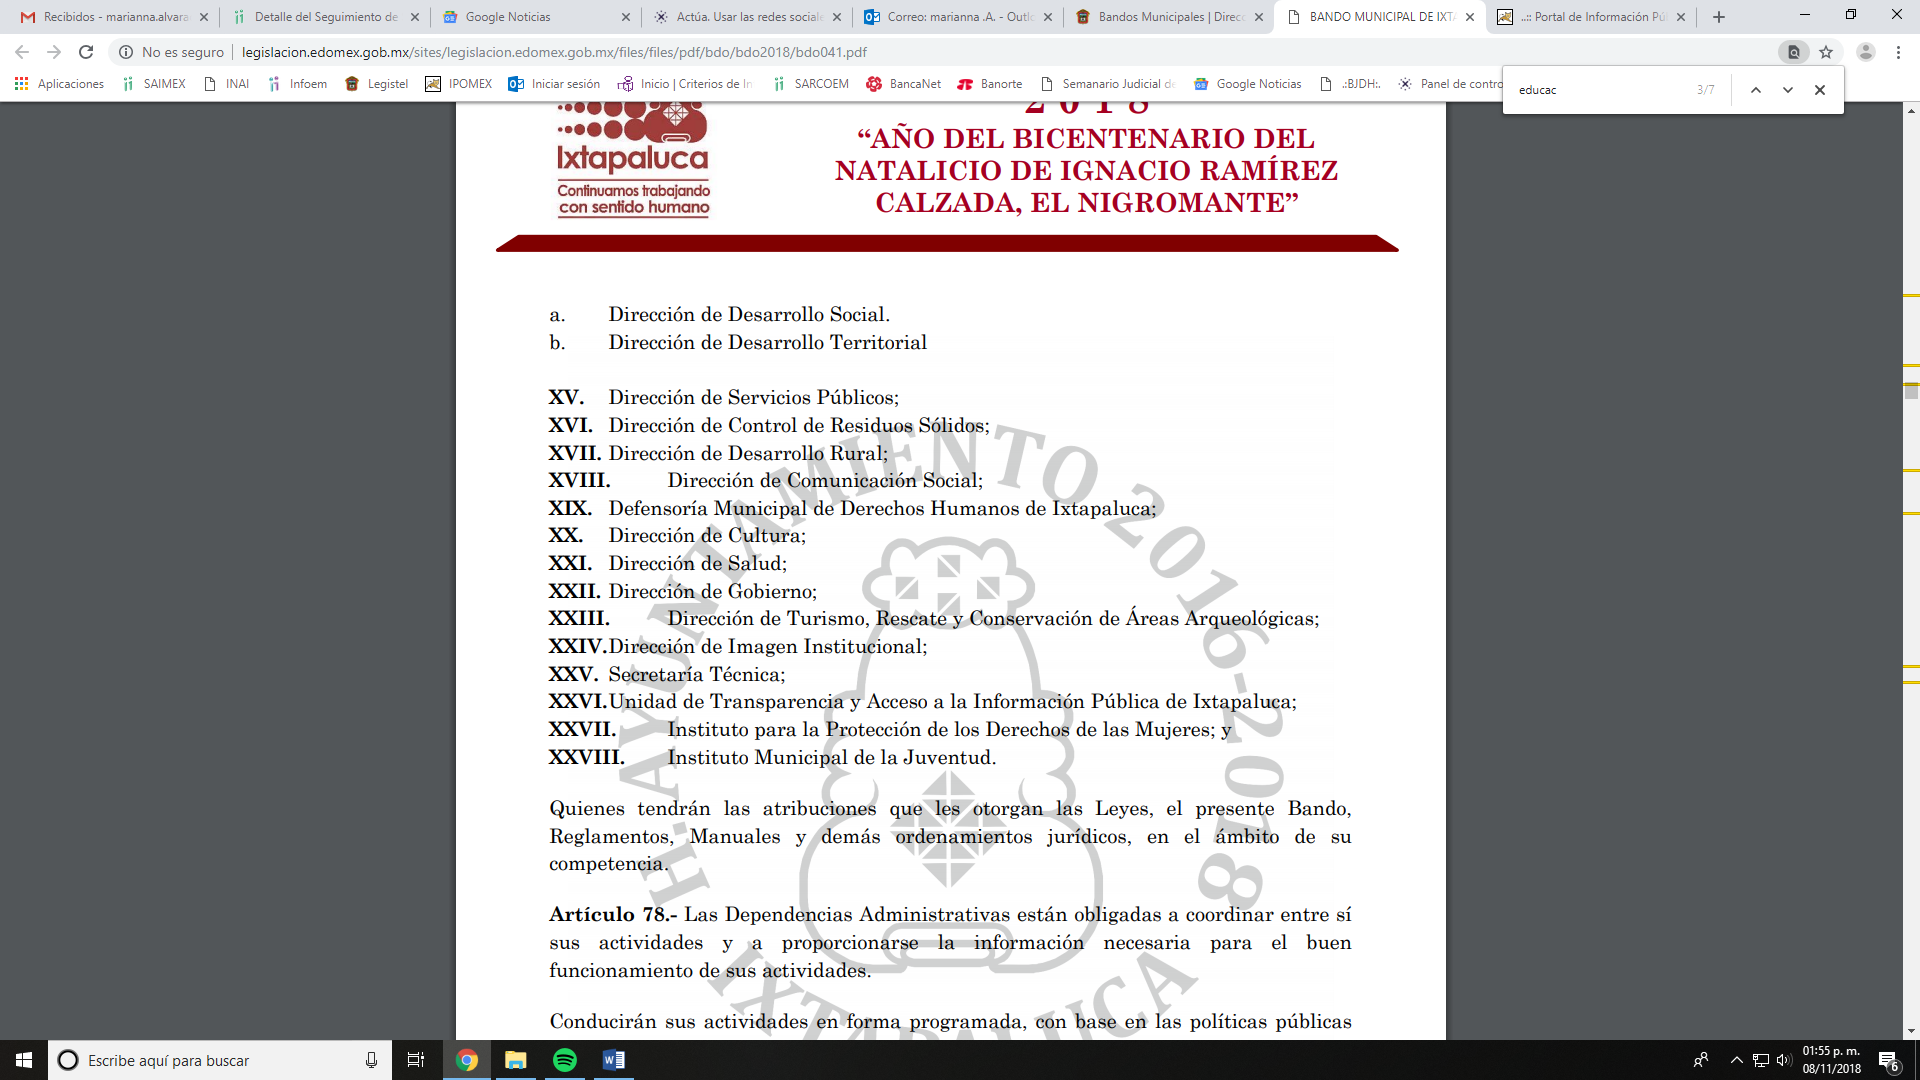 Recibidos - marianna.alvara
Detalle del Seguimiento de
Google Noticias
Actúa. Usar las redes sociale
Correo: marianna .A. - Outlo
Bandos Municipales | Direcc
BANDO MUNICIPAL DE IXTA
..:: Portal de Información Púb
No es seguro
legislacion.edomex.gob.mx/sites/legislacion.edomex.gob.mx/files/files/pdf/bdo/bdo2018/bdo041.pdf
Aplicaciones
SAIMEX
INAI
Infoem
Legistel
IPOMEX
Iniciar sesión
Inicio | Criterios de In
SARCOEM
BancaNet
Banorte
Semanario Judicial de
Google Noticias
.:BJDH:.
Panel de contro
educac 3/7
2 0 1 8
Ixtapaluca
Continuamos trabajando
con sentido humano
“AÑO DEL BICENTENARIO DEL
NATALICIO DE IGNACIO RAMÍREZ
CALZADA, EL NIGROMANTE”
a. Dirección de Desarrollo Social.
b. Dirección de Desarrollo Territorial
XV. Dirección de Servicios Públicos;
XVI. Dirección de Control de Residuos Sólidos;
XVII. Dirección de Desarrollo Rural;
XVIII. Dirección de Comunicación Social;
XIX. Defensoría Municipal de Derechos Humanos de Ixtapaluca;
XX. Dirección de Cultura;
XXI. Dirección de Salud;
XXII. Dirección de Gobierno;
XXIII. Dirección de Turismo, Rescate y Conservación de Áreas Arqueológicas;
XXIV. Dirección de Imagen Institucional;
XXV. Secretaría Técnica;
XXVI. Unidad de Transparencia y Acceso a la Información Pública de Ixtapaluca;
XXVII. Instituto para la Protección de los Derechos de las Mujeres; y
XXVIII. Instituto Municipal de la Juventud.
Quienes tendrán las atribuciones que les otorgan las Leyes, el presente Bando,
Reglamentos, Manuales y demás ordenamientos jurídicos, en el ámbito de su
competencia.
Artículo 78.- Las Dependencias Administrativas están obligadas a coordinar entre sí
sus actividades y a proporcionarse la información necesaria para el buen
funcionamiento de sus actividades.
Conducirán sus actividades en forma programada, con base en las políticas públicas
H. AYUNTAMIENTO 2016-2018
IXTAPALUCA
Escribe aquí para buscar
01:55 p. m.
08/11/2018
6